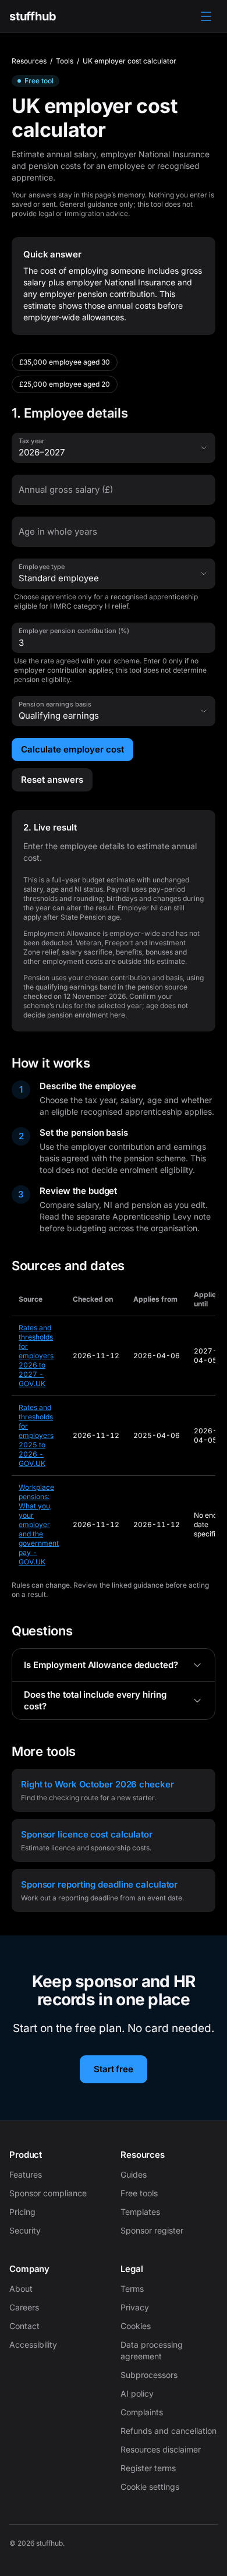 stuffhub
Resources / Tools / UK employer cost calculator
Free tool
UK employer cost
calculator
Estimate annual salary, employer National Insurance
and pension costs for an employee or recognised
apprentice.
Your answers stay in this page's memory. Nothing you enter is
saved or sent. General guidance only; this tool does not
provide legal or immigration advice.
Quick answer
The cost of employing someone includes gross
salary plus employer National Insurance and
any employer pension contribution. This
estimate shows those annual costs before
employer-wide allowances.
£35,000 employee aged 30
£25,000 employee aged 20
1. Employee details
Tax year
2026–2027
Annual gross salary (£)
Age in whole years
Employee type
Standard employee
Choose apprentice only for a recognised apprenticeship
eligible for HMRC category H relief.
Employer pension contribution (%)
3
Use the rate agreed with your scheme. Enter 0 only if no
employer contribution applies; this tool does not determine
pension eligibility.
Pension earnings basis
Qualifying earnings
Calculate employer cost
Reset answers
2. Live result
Enter the employee details to estimate annual
cost.
This is a full-year budget estimate with unchanged
salary, age and NI status. Payroll uses pay-period
thresholds and rounding; birthdays and changes during
the year can alter the result. Employer NI can still
apply after State Pension age.
Employment Allowance is employer-wide and has not
been deducted. Veteran, Freeport and Investment
Zone relief, salary sacrifice, benefits, bonuses and
other employment costs are outside this estimate.
Pension uses your chosen contribution and basis, using
the qualifying earnings band in the pension source
checked on 12 November 2026. Confirm your
scheme's rules for the selected year; age does not
decide pension enrolment here.
How it works
1
Describe the employee
Choose the tax year, salary, age and whether
an eligible recognised apprenticeship applies.
2
Set the pension basis
Use the employer contribution and earnings
basis agreed with the pension scheme. This
tool does not decide enrolment eligibility.
3
Review the budget
Compare salary, NI and pension as you edit.
Read the separate Apprenticeship Levy note
before budgeting across an organisation.
Sources and dates
Source Checked on Applies from Applie
until
Rates and
thresholds
for
employers
2026 to
2027 -
GOV.UK
2026-11-12 2026-04-06 2027-
04-05
Rates and
thresholds
for
employers
2025 to
2026 -
GOV.UK
2026-11-12 2025-04-06 2026-
04-05
Workplace
pensions:
What you,
your
employer
and the
government
pay -
GOV.UK
2026-11-12 2026-11-12 No enc
date
specifi
Rules can change. Review the linked guidance before acting
on a result.
Questions
Is Employment Allowance deducted?
Does the total include every hiring
cost?
More tools
Right to Work October 2026 checker
Find the checking route for a new starter.
Sponsor licence cost calculator
Estimate licence and sponsorship costs.
Sponsor reporting deadline calculator
Work out a reporting deadline from an event date.
Keep sponsor and HR
records in one place
Start on the free plan. No card needed.
Start free
Product
Features
Sponsor compliance
Pricing
Security
Resources
Guides
Free tools
Templates
Sponsor register
Company
About
Careers
Contact
Accessibility
Legal
Terms
Privacy
Cookies
Data processing
agreement
Subprocessors
AI policy
Complaints
Refunds and cancellation
Resources disclaimer
Register terms
Cookie settings
© 2026 stuffhub.